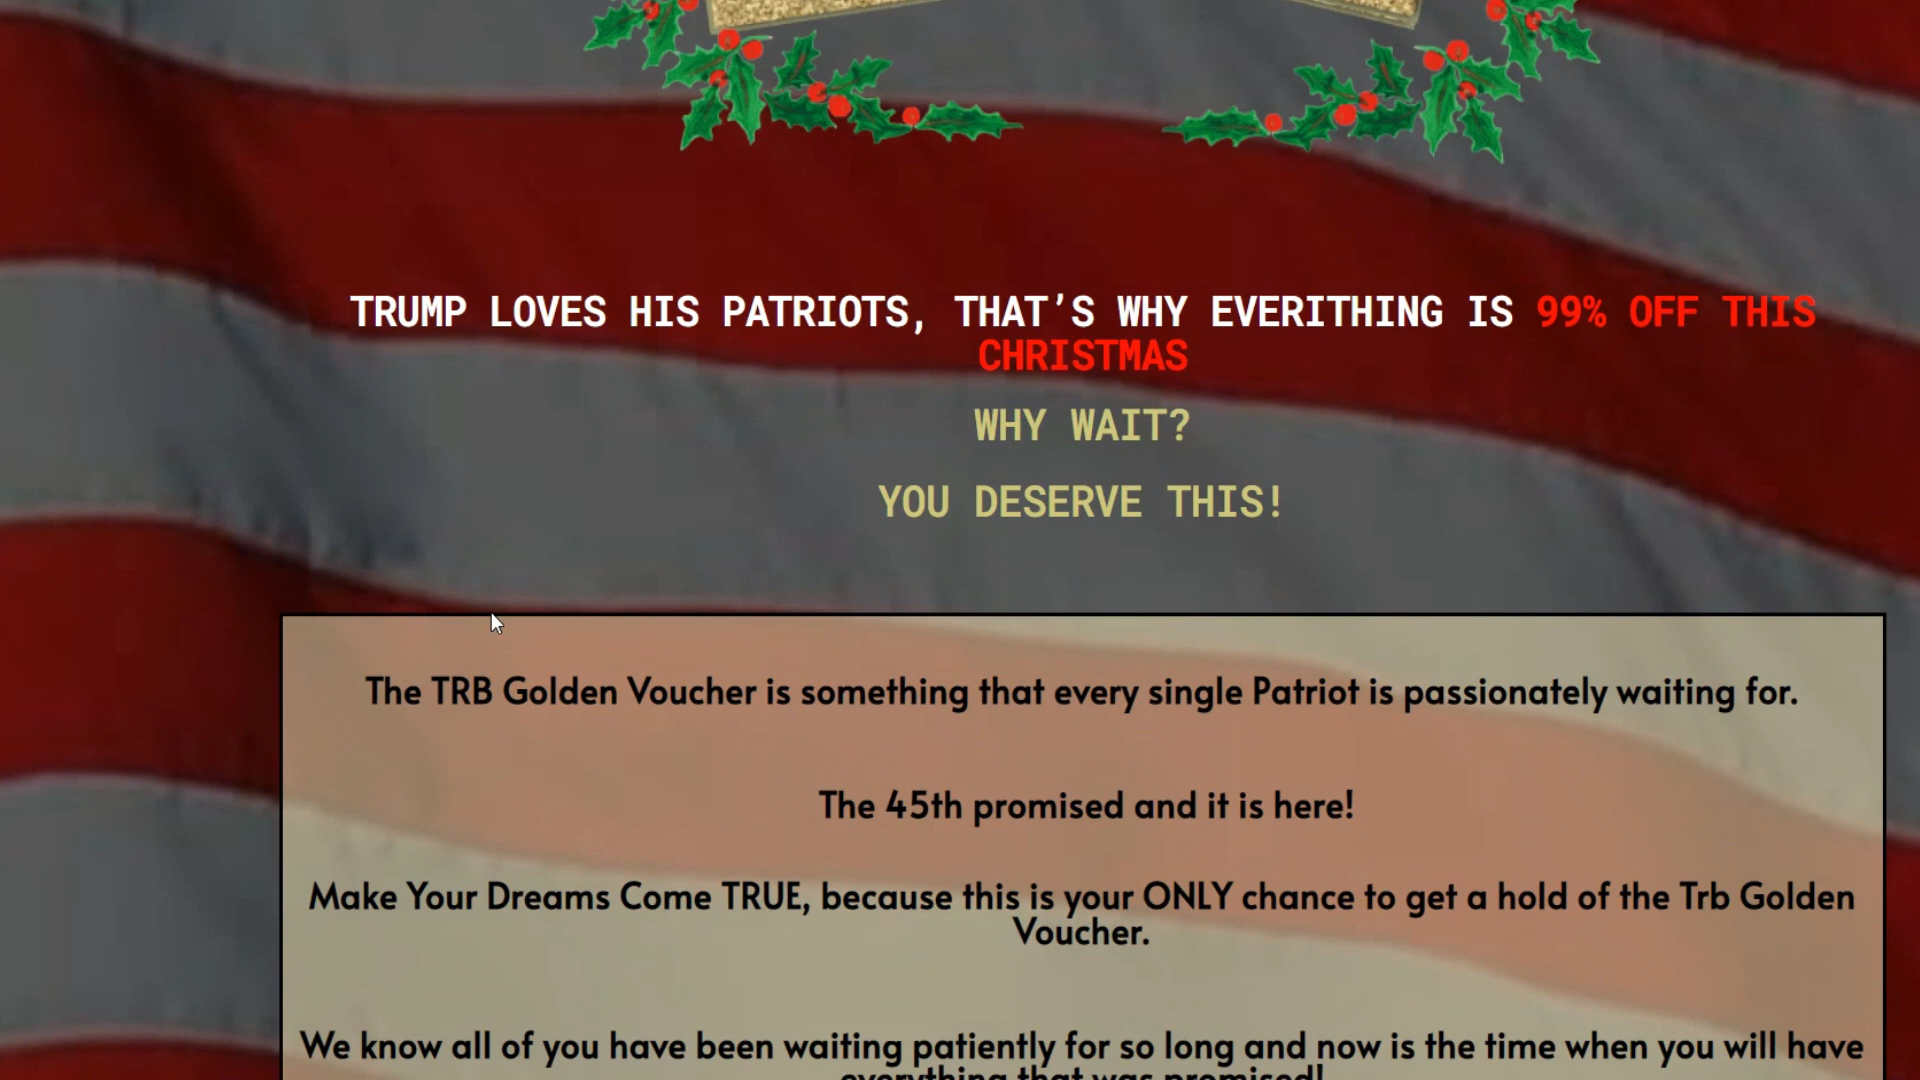 TRUMP LOVES HIS PATRIOTS, THAT’S WHY EVERITHING IS 99% OFF THIS
CHRISTMAS
WHY WAIT?
YOU DESERVE THIS!
The TRB Golden Voucher is something that every single Patriot is passionately waiting for.
The 45th promised and it is here!
Make Your Dreams Come TRUE, because this is your ONLY chance to get a hold of the Trb Golden
Voucher.
We know all of you have been waiting patiently for so long and now is the time when you will have
everything that was promised!